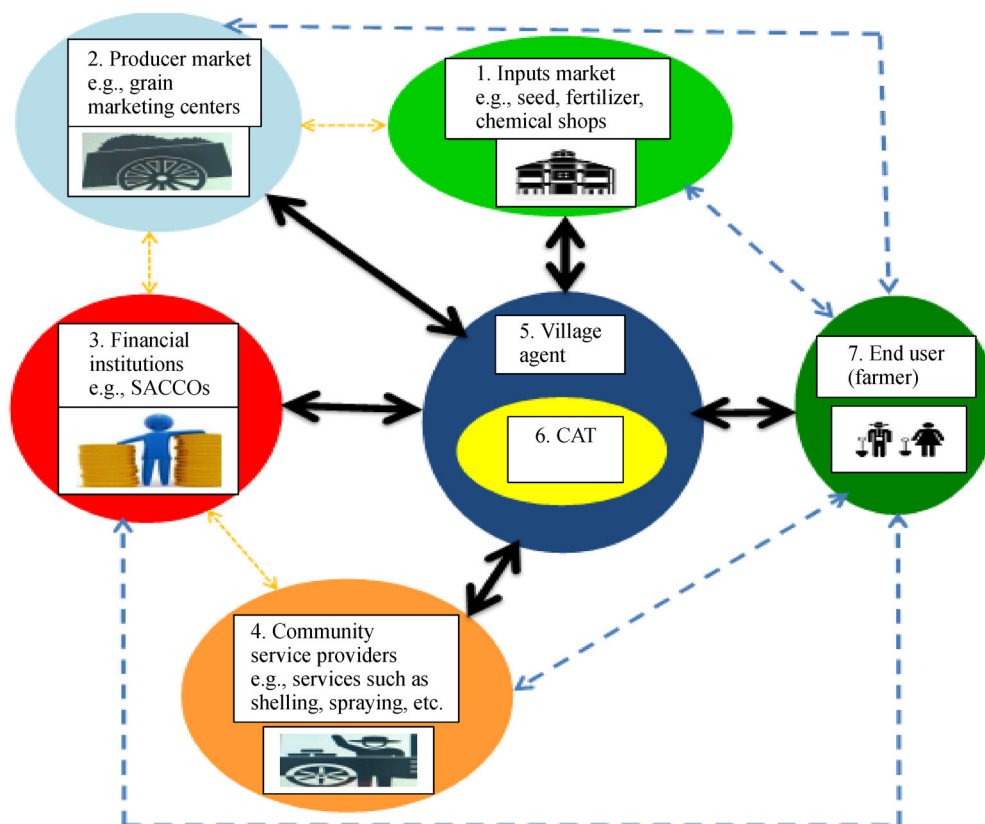 2. Producer market
e.g., grain
marketing centers
1. Inputs market
e.g., seed, fertilizer,
chemical shops
3. Financial
institutions
e.g., SACCOs
5. Village
agent
6. CAT
7. End user
(farmer)
4. Community
service providers
e.g., services such as
shelling, spraying, etc.